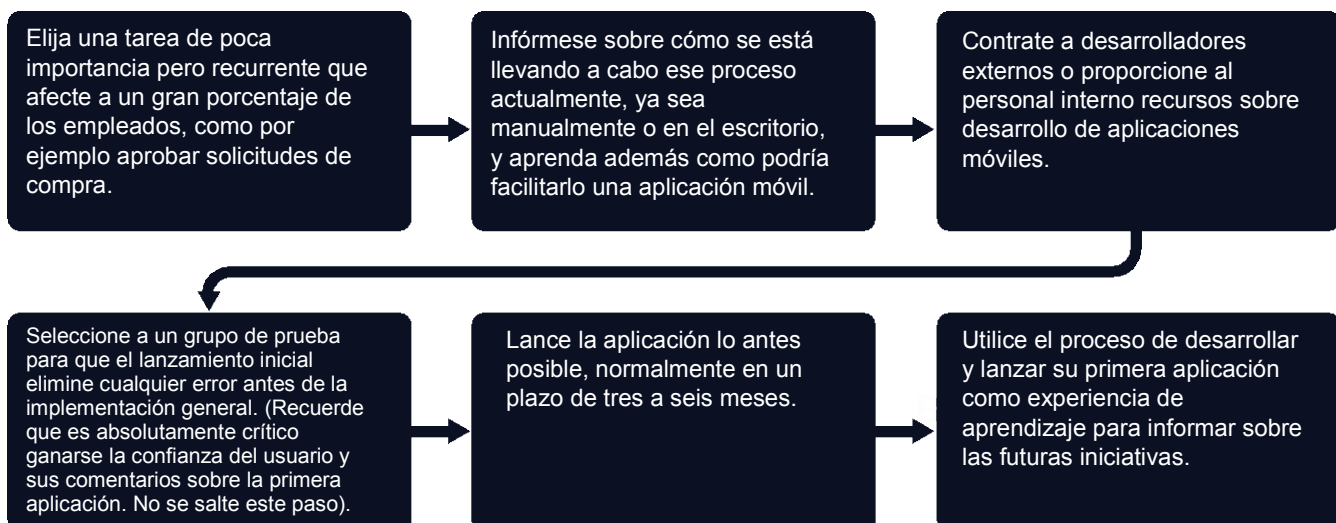 Elija una tarea de poca
importancia pero recurrente que
afecte a un gran porcentaje de
los empleados, como por
ejemplo aprobar solicitudes de
compra.
Infórmese sobre cómo se está
llevando a cabo ese proceso
actualmente, ya sea
manualmente o en el escritorio,
y aprenda además como podría
facilitarlo una aplicación móvil.
Contrate a desarrolladores
externos o proporcione al
personal interno recursos sobre
desarrollo de aplicaciones
móviles.
Seleccione a un grupo de prueba
para que el lanzamiento inicial
elimine cualquier error antes de la
implementación general. (Recuerde
que es absolutamente crítico
ganarse la confianza del usuario y
sus comentarios sobre la primera
aplicación. No se salte este paso).
Lance la aplicación lo antes
posible, normalmente en un
plazo de tres a seis meses.
Utilice el proceso de desarrollar
y lanzar su primera aplicación
como experiencia de
aprendizaje para informar sobre
las futuras iniciativas.